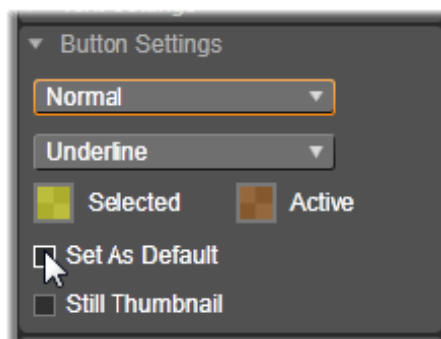 Button Settings
Normal
Underline
Selected Active
Set As Default
Still Thumbnail